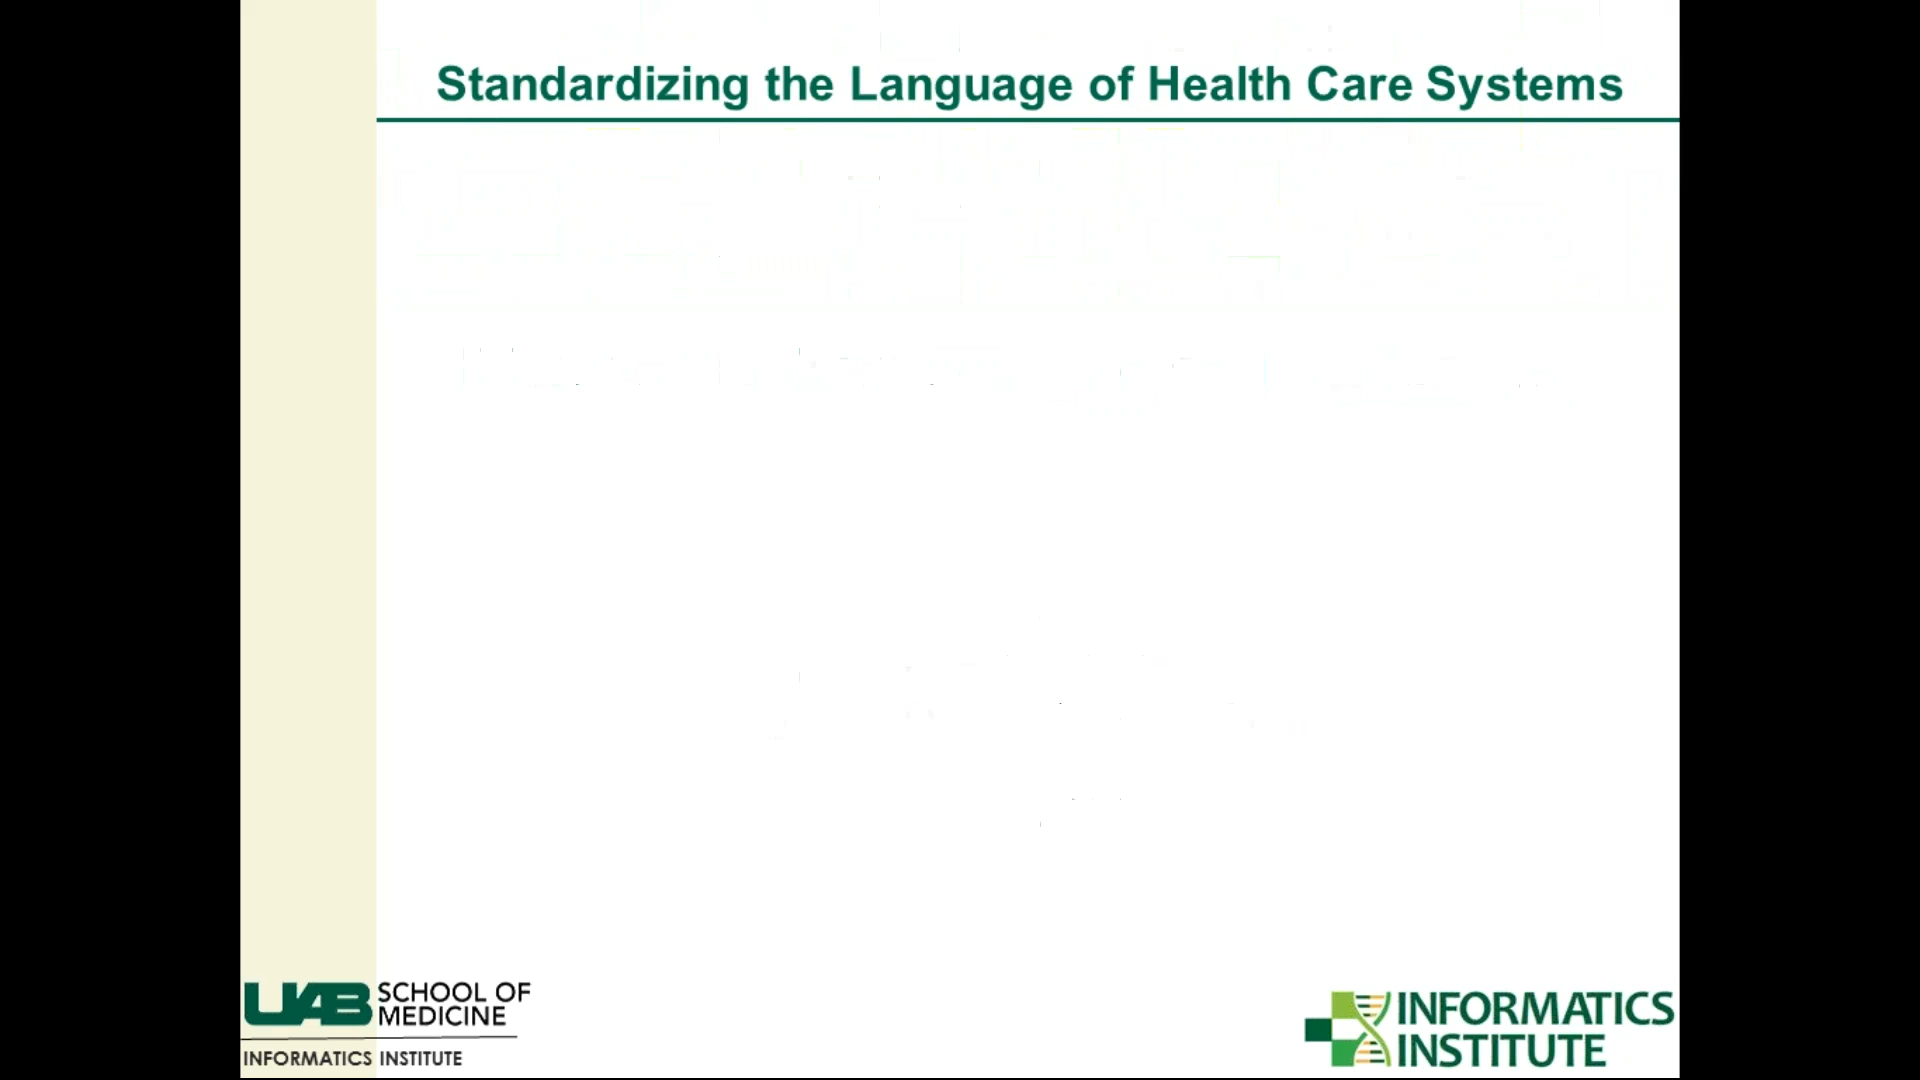 Standardizing the Language of Health Care Systems
UAB SCHOOL OF
MEDICINE
INFORMATICS INSTITUTE
INFORMATICS
INSTITUTE